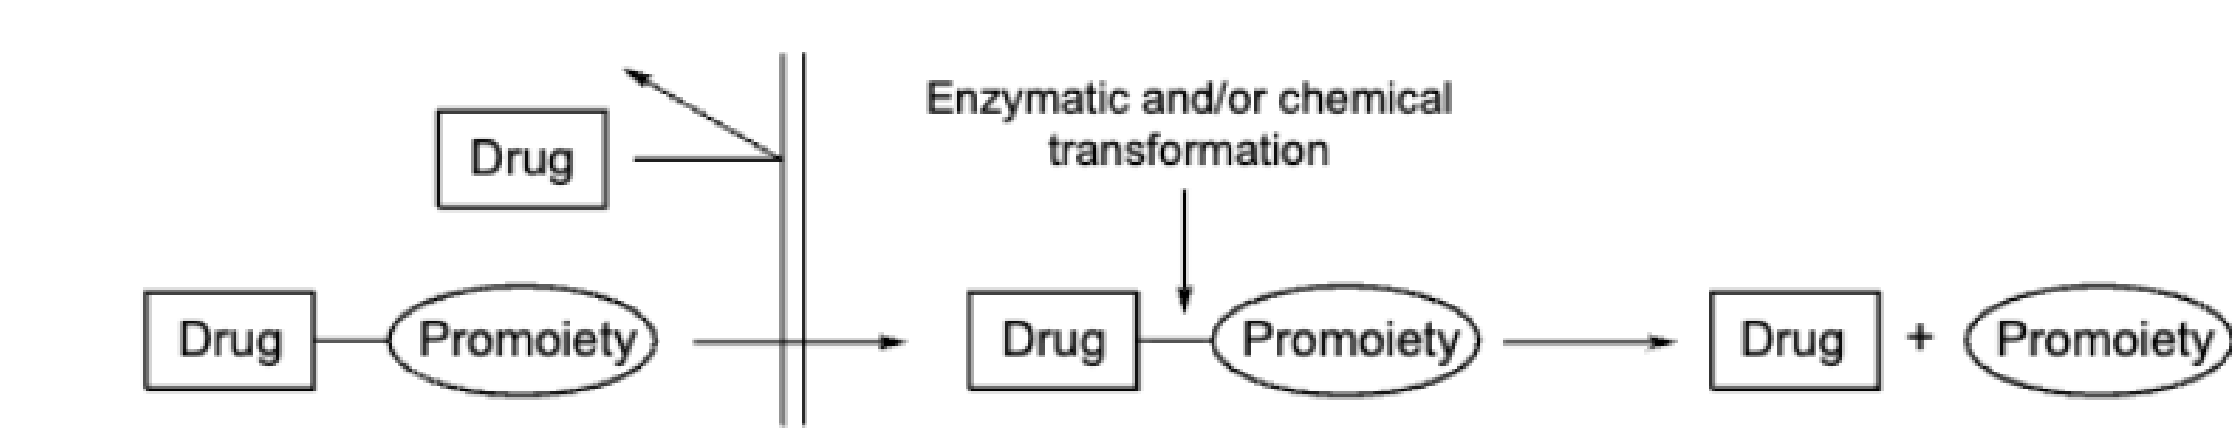 Enzymatic and/or chemical
transformation
Drug
Drug
Promoiety
Drug
Promoiety
Drug
+
Promoiety